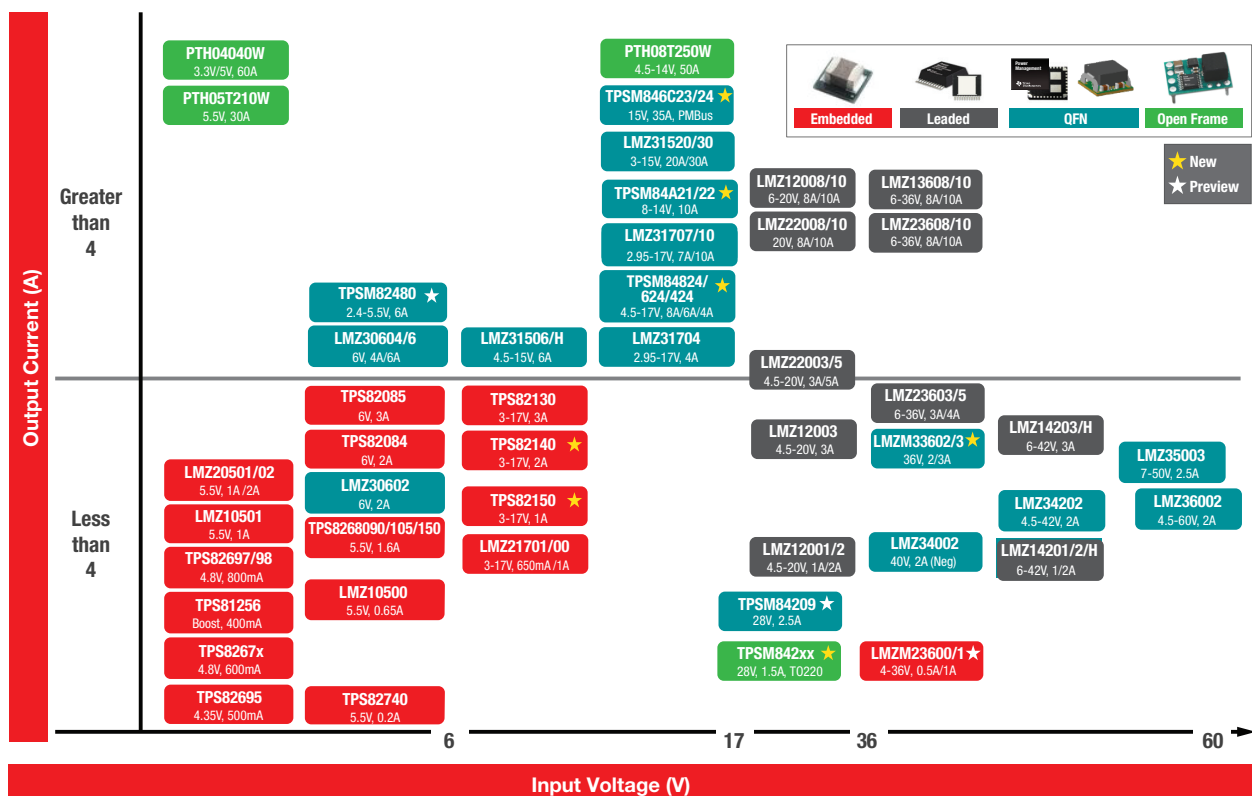 PTH04040W
3.3V/5V, 60A
PTH05T210W
5.5V, 30A
PTH08T250W
4.5-14V, 50A
TPSM846C23/24
15V, 35A, PMBus
LMZ31520/30
3-15V, 20A/30A
TPSM84A21/22
8-14V, 10A
LMZ31707/10
2.95-17V, 7A/10A
TPSM84824/
624/424
4.5-17V, 8A/6A/4A
LMZ31704
2.95-17V, 4A
Power
Management
Texas
Instruments
Embedded
Leaded
QFN
Open Frame
New
Preview
LMZ12008/10
6-20V, 8A/10A
LMZ22008/10
20V, 8A/10A
LMZ13608/10
6-36V, 8A/10A
LMZ23608/10
6-36V, 8A/10A
Output Current (A)
Greater
than
4
TPSM82480
2.4-5.5V, 6A
LMZ30604/6
6V, 4A/6A
LMZ31506/H
4.5-15V, 6A
LMZ22003/5
4.5-20V, 3A/5A
Less
than
4
LMZ20501/02
5.5V, 1A /2A
LMZ10501
5.5V, 1A
TPS82697/98
4.8V, 800mA
TPS81256
Boost, 400mA
TPS8267x
4.8V, 600mA
TPS82695
4.35V, 500mA
TPS82085
6V, 3A
TPS82084
6V, 2A
LMZ30602
6V, 2A
TPS8268090/105/150
5.5V, 1.6A
LMZ10500
5.5V, 0.65A
TPS82740
5.5V, 0.2A
TPS82130
3-17V, 3A
TPS82140
3-17V, 2A
TPS82150
3-17V, 1A
LMZ21701/00
3-17V, 650mA/1A
LMZ12003
4.5-20V, 3A
LMZ12001/2
4.5-20V, 1A/2A
TPSM84209
28V, 2.5A
TPSM842xx
28V, 1.5A, TO220
LMZ23603/5
6-36V, 3A/4A
LMZM33602/3
36V, 2/3A
LMZ34002
40V, 2A (Neg)
LMZM23600/1
4-36V, 0.5A/1A
LMZ14203/H
6-42V, 3A
LMZ34202
4.5-42V, 2A
LMZ14201/2/H
6-42V, 1/2A
LMZ35003
7-50V, 2.5A
LMZ36002
4.5-60V, 2A
6
17
36
60
Input Voltage (V)